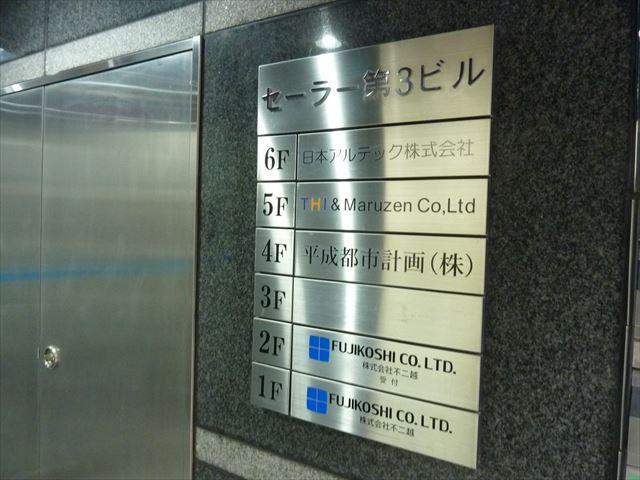 セーラー第3ビル
6F 日本アルテック株式会社
5F THI & Maruzen Co,Ltd
4F 平成都市計画(株)
3F
2F FUJIKOSHI CO. LTD.
株式会社不二越
受付
1F FUJIKOSHI CO. LTD.
株式会社不二越